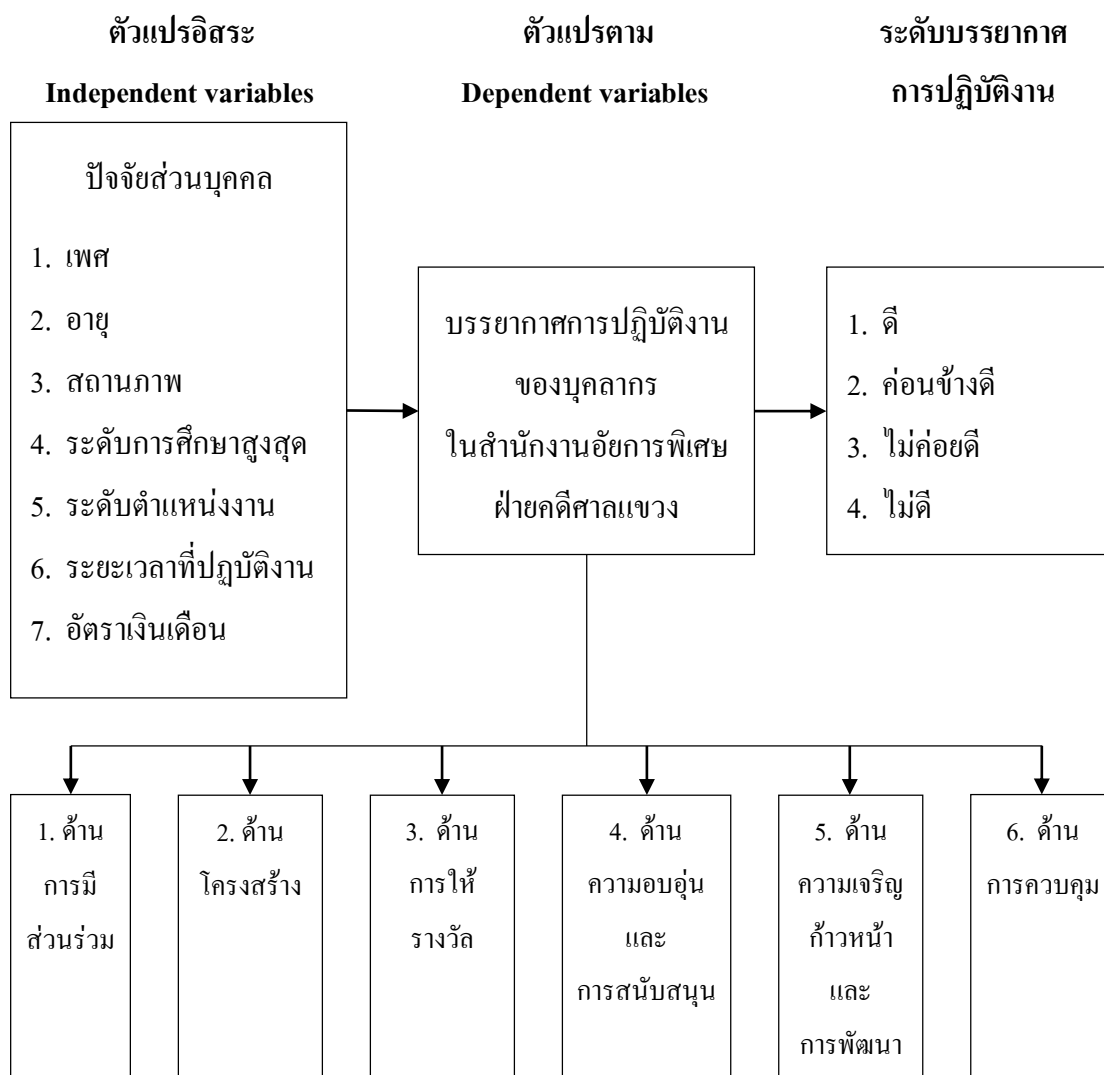 ตัวแปรอิสระ
Independent variables
ตัวแปรตาม
Dependent variables
ระดับบรรยากาศ
การปฏิบัติงาน
ปัจจัยส่วนบุคคล
1. เพศ
2. อายุ
3. สถานภาพ
4. ระดับการศึกษาสูงสุด
5. ระดับตำแหน่งงาน
6. ระยะเวลาที่ปฏบัติงาน
7. อัตราเงินเดือน
บรรยากาศการปฏิบัติงาน
ของบุคลากร
ในสำนักงานอัยการพิเศษ
ฝ่ายคดีศาลแขวง
1. ดี
2. ค่อนข้างดี
3. ไม่ค่อยดี
4. ไม่ดี
1. ด้าน
การมี
ส่วนร่วม
2. ด้าน
โครงสร้าง
3. ด้าน
การให้
รางวัล
4. ด้าน
ความอบอุ่น
และ
การสนับสนุน
5. ด้าน
ความเจริญ
ก้าวหน้า
และ
การพัฒนา
6. ด้าน
การควบคุม